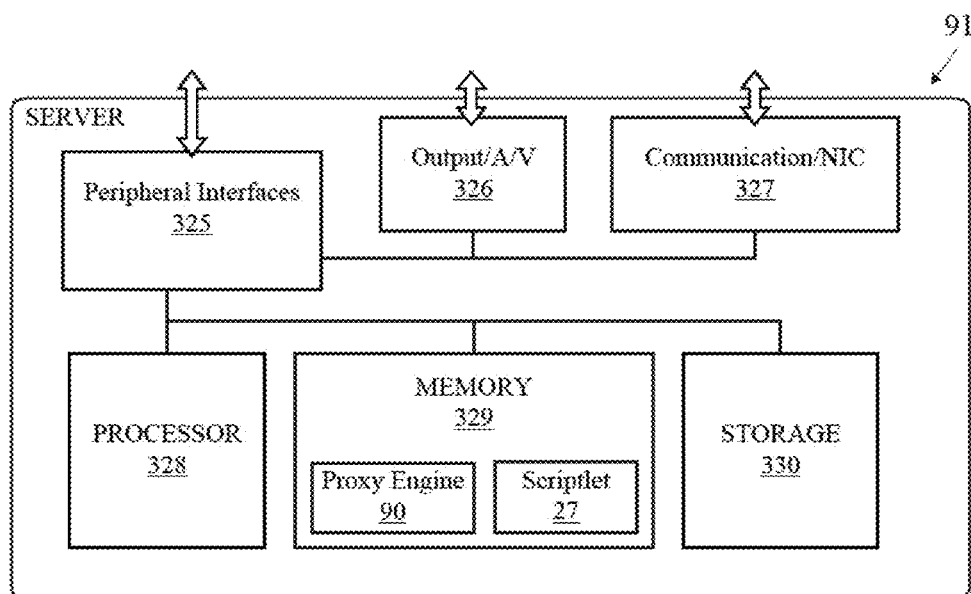 91
SERVER
Peripheral Interfaces
325
Output/A/V
326
Communication/NIC
327
PROCESSOR
328
MEMORY
329
Proxy Engine
90
Scriptlet
27
STORAGE
330